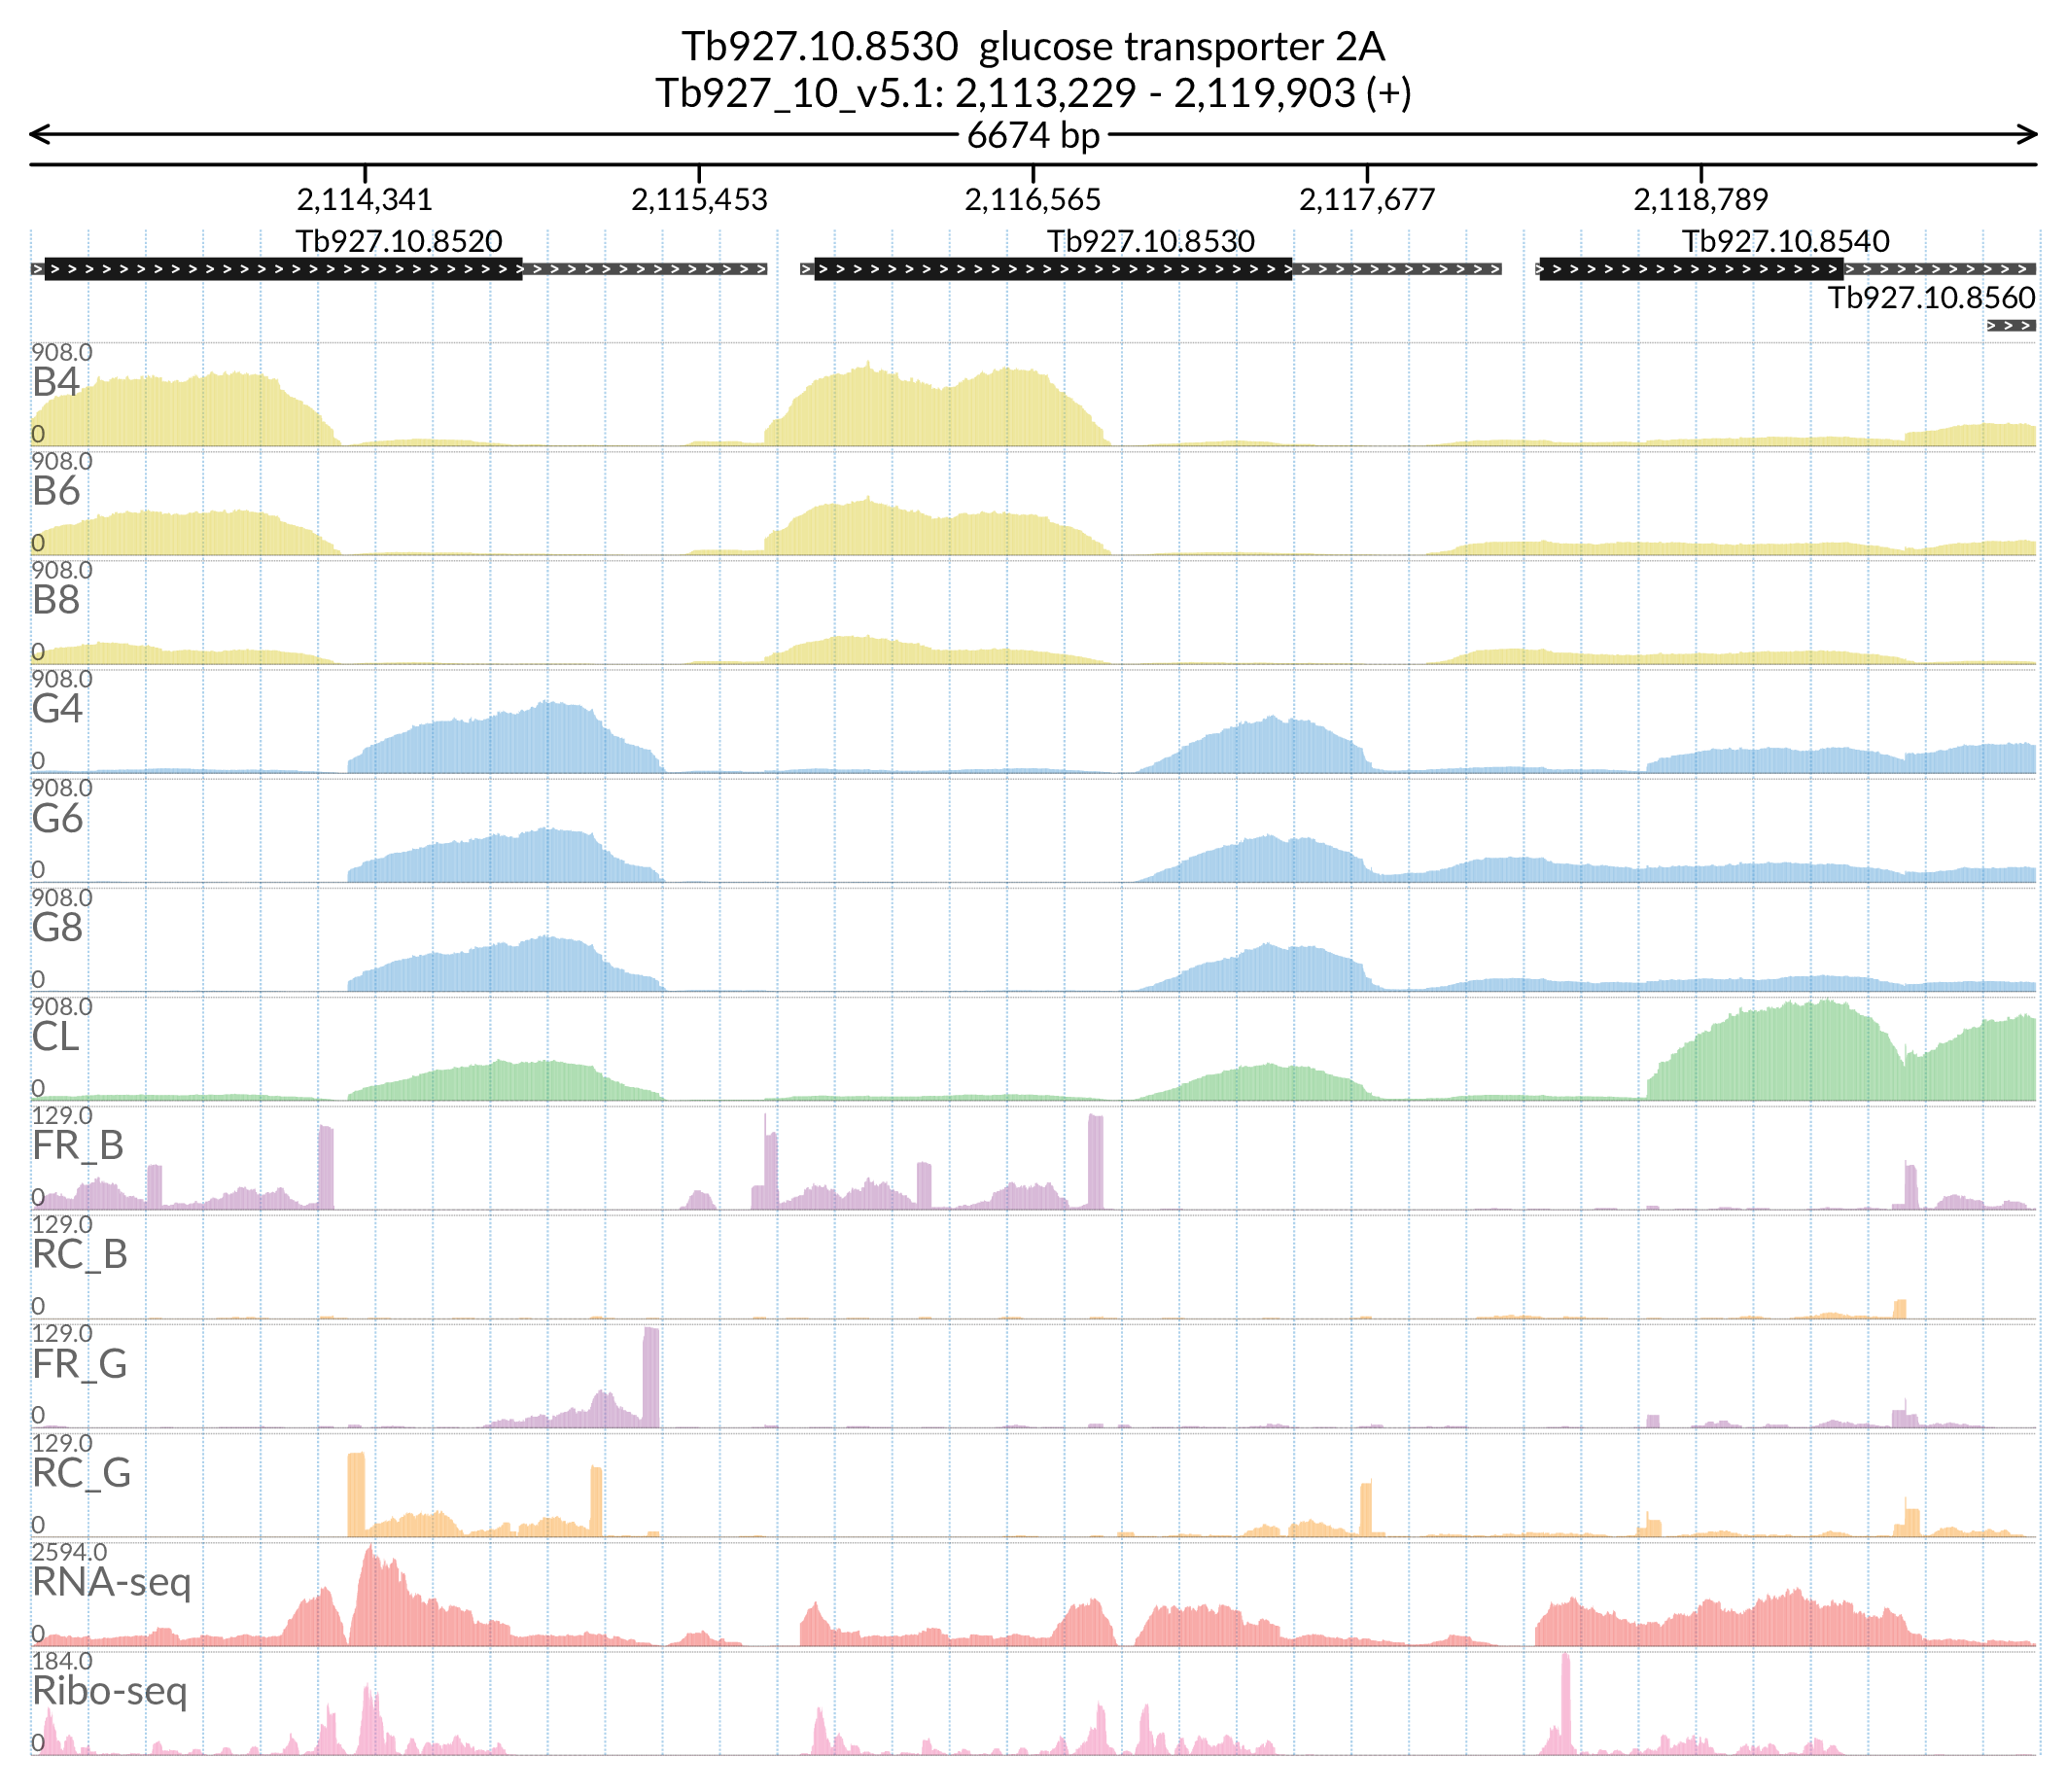 Tb927.10.8530 glucose transporter 2A
Tb927_10_v5.1: 2,113,229 - 2,119,903 (+)
6674 bp
2,114,341 2,115,453 2,116,565 2,117,677 2,118,789
Tb927.10.8520 Tb927.10.8530 Tb927.10.8540
Tb927.10.8560
908.0
B4
0
908.0
B6
0
908.0
B8
0
908.0
G4
0
908.0
G6
0
908.0
G8
0
908.0
CL
0
129.0
FR_B
0
129.0
RC_B
0
129.0
FR_G
0
129.0
RC_G
0
2594.0
RNA-seq
0
184.0
Ribo-seq
0